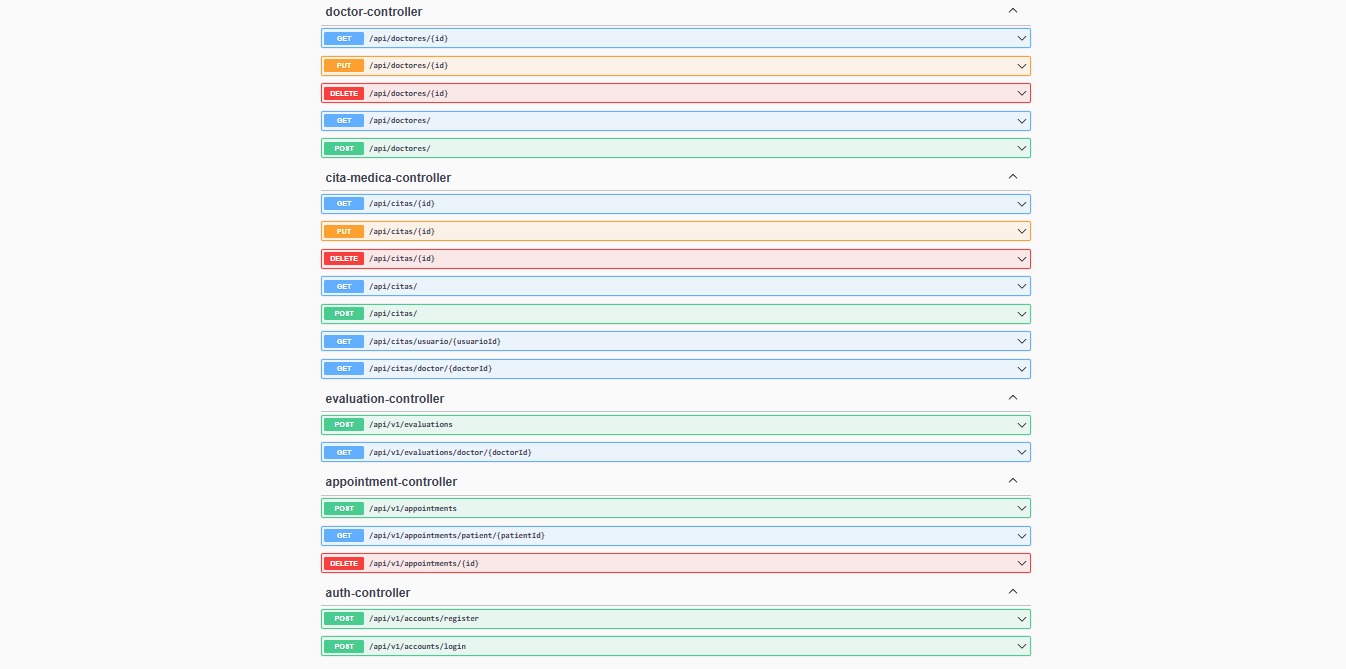 doctor-controller
GET /api/doctores/{id}
PUT /api/doctores/{id}
DELETE /api/doctores/{id}
GET /api/doctores/
POST /api/doctores/
cita-medica-controller
GET /api/citas/{id}
PUT /api/citas/{id}
DELETE /api/citas/{id}
GET /api/citas/
POST /api/citas/
GET /api/citas/usuario/{usuarioId}
GET /api/citas/doctor/{doctorId}
evaluation-controller
POST /api/v1/evaluations
GET /api/v1/evaluations/doctor/{doctorId}
appointment-controller
POST /api/v1/appointments
GET /api/v1/appointments/patient/{patientId}
DELETE /api/v1/appointments/{id}
auth-controller
POST /api/v1/accounts/register
POST /api/v1/accounts/login